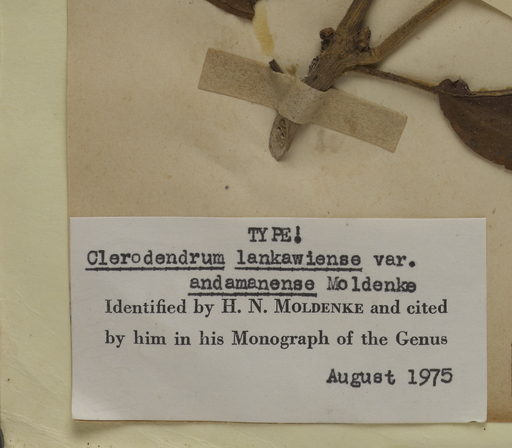 TYPE!
Clerodendrum lankawiense var.
andamanense Moldenke
Identified by H. N. MOLDENKE and cited
by him in his Monograph of the Genus
August 1975